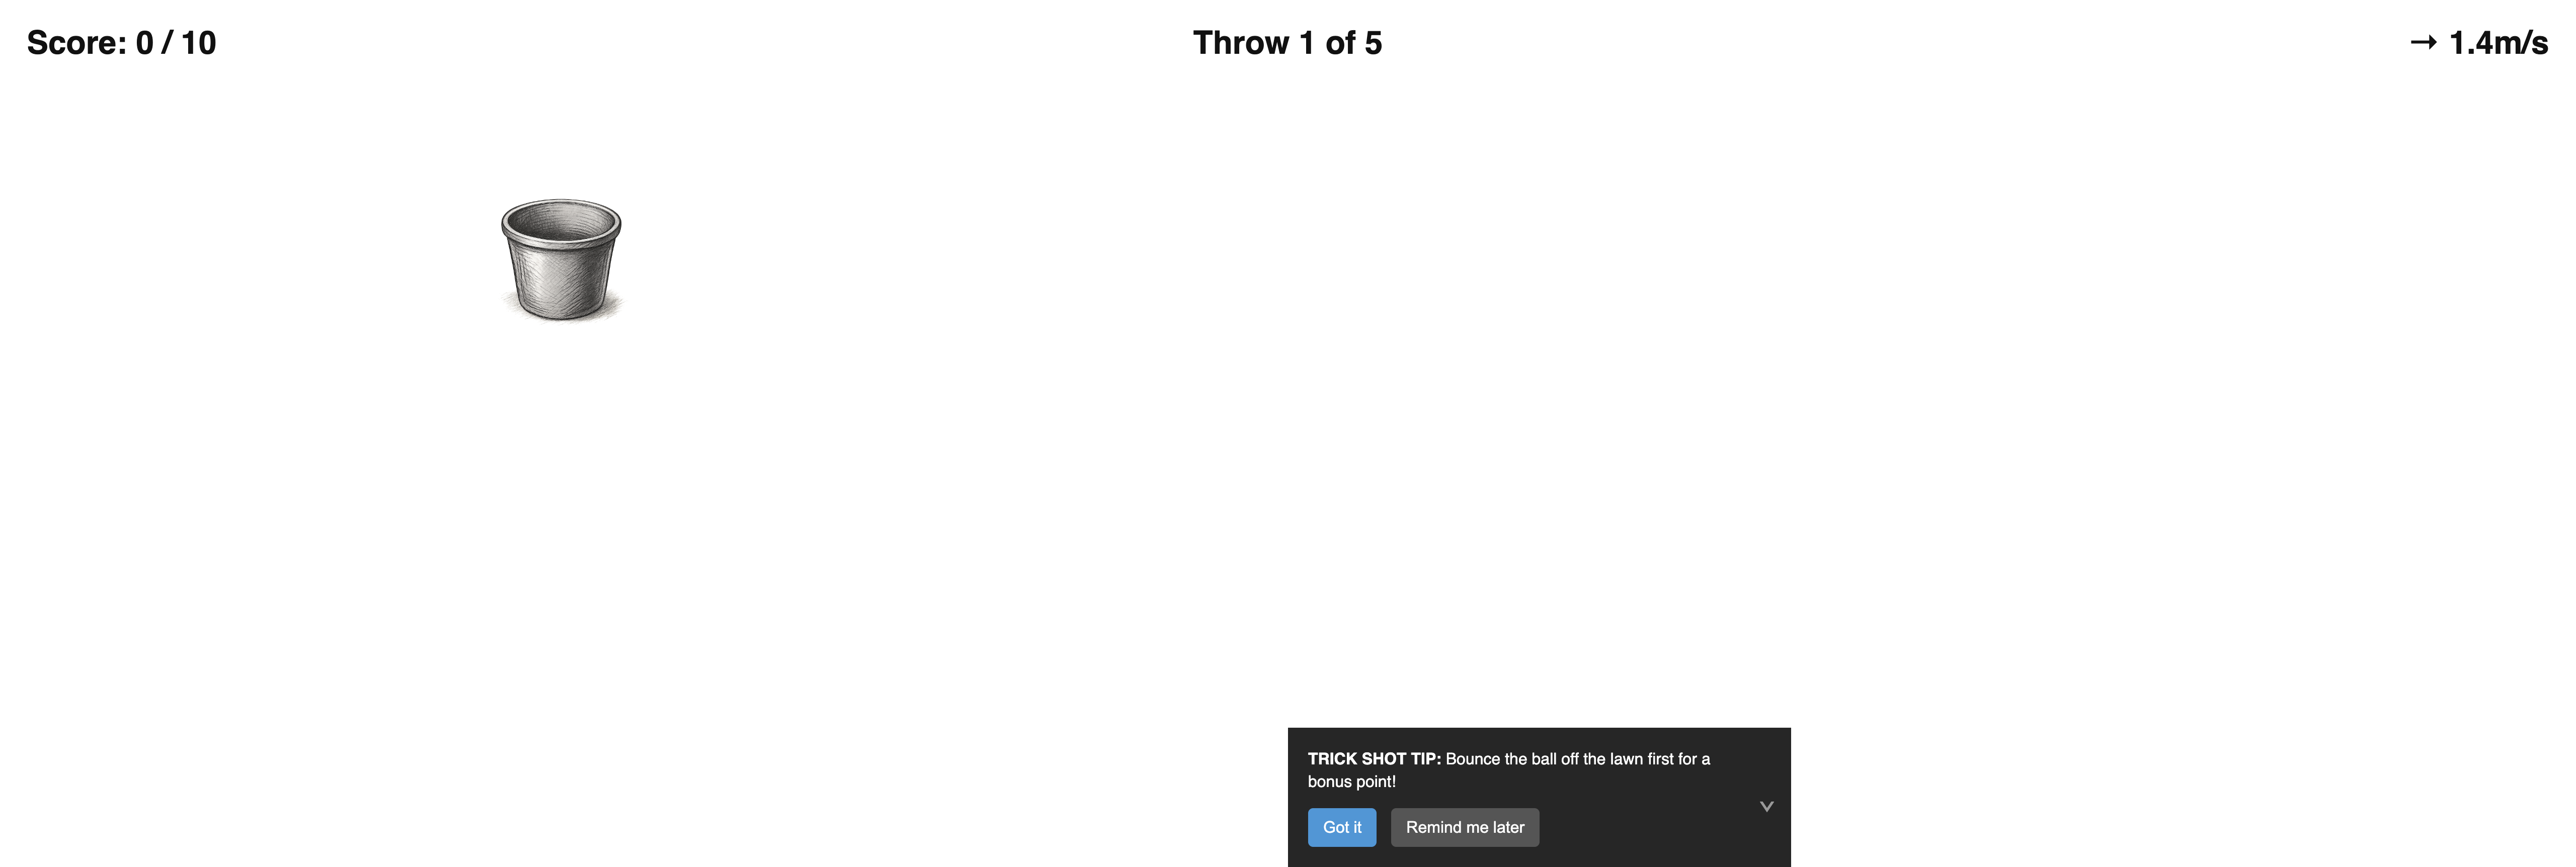 Score: 0 / 10
Throw 1 of 5
→ 1.4m/s
TRICK SHOT TIP: Bounce the ball off the lawn first for a
bonus point!
Got it
Remind me later